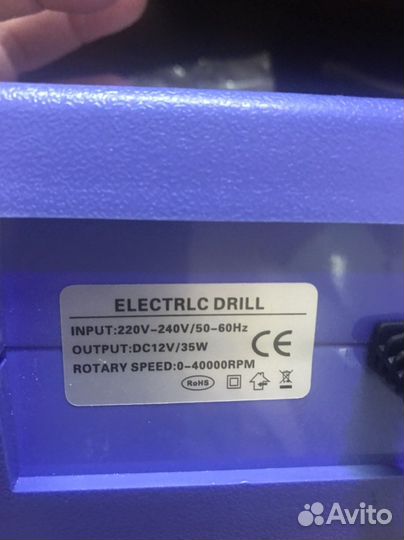 ELECTRLC DRILL
INPUT:220V-240V/50-60Hz
OUTPUT:DC12V/35W
ROTARY SPEED:0-40000RPM
CE
RoHS
Avito